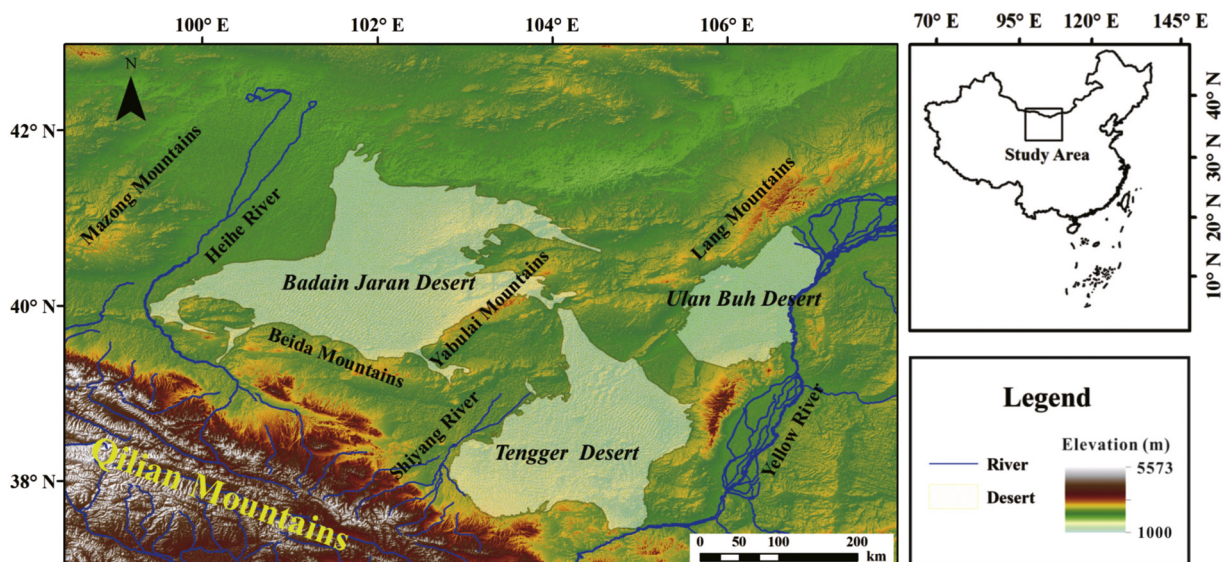 100° E 102° E 104° E 106° E
70° E 95° E 120° E 145° E
N
42° N
40° N
38° N
Mazong Mountains
Heihe River
Badain Jaran Desert
Lang Mountains
Ulan Buh Desert
Yabulai Mountains
Beida Mountains
Shiyang River
Tengger Desert
Yellow River
Qilian Mountains
0 50 100 200
km
Study Area
40° N
30° N
20° N
10° N
Legend
River
Desert
Elevation (m)
5573
1000